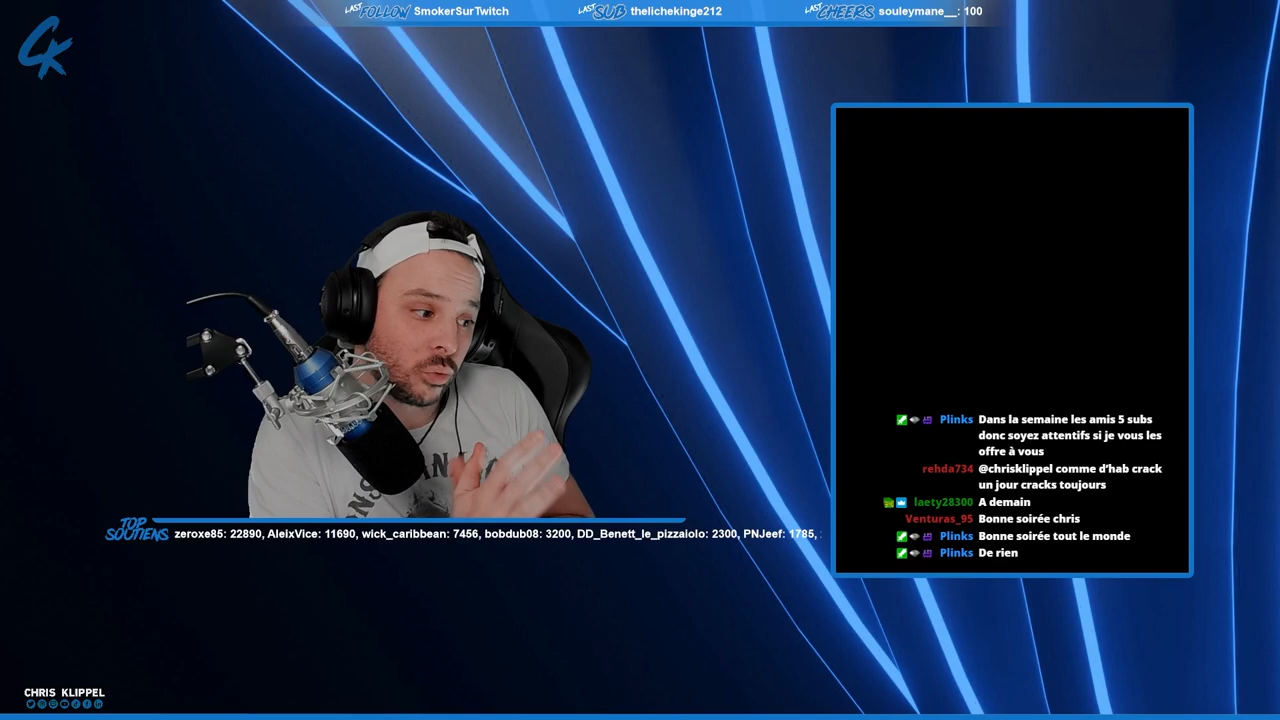 LAST FOLLOW SmokerSurTwitch
LAST SUB thelichekinge212
LAST CHEERS souleymane__: 100
CK
Plinks Dans la semaine les amis 5 subs
donc soyez attentifs si je vous les
offre à vous
rehda734 @chrisklippel comme d'hab crack
un jour cracks toujours
laety28300 A demain
Venturas_95 Bonne soirée chris
Plinks Bonne soirée tout le monde
Plinks De rien
TOP SOUTIENS zeroxe85: 22890, AleixVice: 11690, wick_caribbean: 7456, bobdub08: 3200, DD_Benett_le_pizzaiolo: 2300, PNJeef: 1785,
CHRIS KLIPPEL